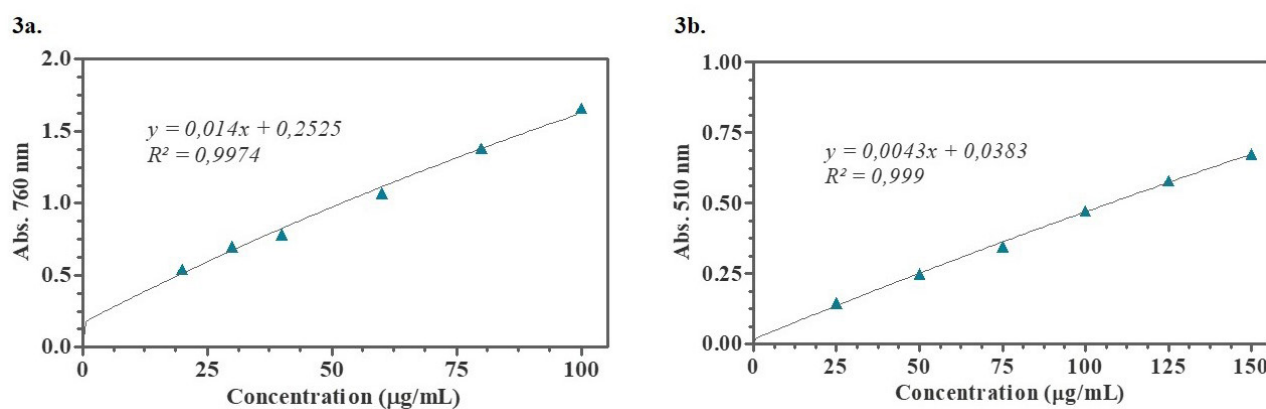 3a.
2.0
1.5
1.0
0.5
0.0
Abs. 760 nm
y = 0,014x + 0,2525
R² = 0,9974
0 25 50 75 100
Concentration (µg/mL)
3b.
1.00
0.75
0.50
0.25
0.00
Abs. 510 nm
y = 0,0043x + 0,0383
R² = 0,999
0 25 50 75 100 125 150
Concentration (µg/mL)